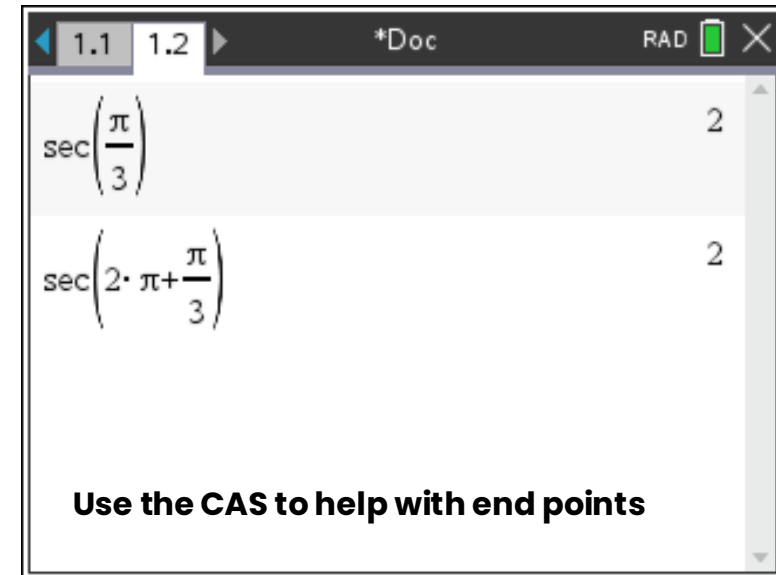 1.1 1.2 *Doc RAD
sec(π/3) 2
sec(2· π+π/3) 2
Use the CAS to help with end points